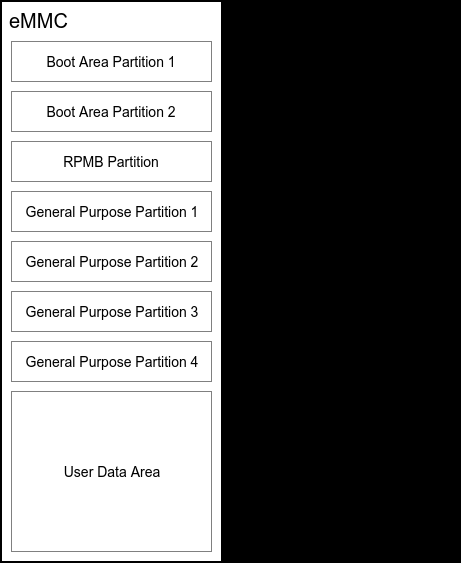 eMMC
Boot Area Partition 1
Boot Area Partition 2
RPMB Partition
General Purpose Partition 1
General Purpose Partition 2
General Purpose Partition 3
General Purpose Partition 4
User Data Area